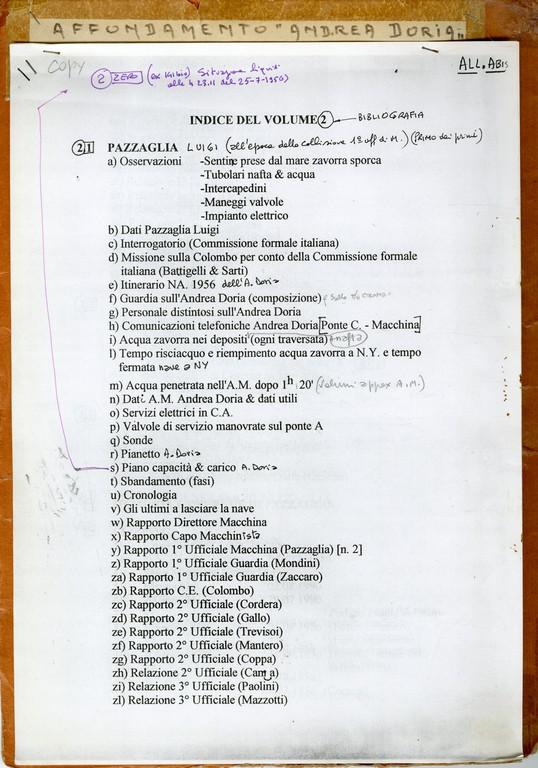 AFFONDAMENTO "ANDREA DORIA"
11 COPY
ALL. A BIS
2 ZERO (ex Kilbio) Situazione liquidi
alle h 23.11 del 25-7-1956)
INDICE DEL VOLUME 2 BIBLIOGRAFIA
2 1 PAZZAGLIA LUIGI (all'epoca della collisione 1° uff. di M.) (PRIMO dei primi)
a) Osservazioni -Sentine prese dal mare zavorra sporca
-Tubolari nafta & acqua
-Intercapedini
-Maneggi valvole
-Impianto elettrico
b) Dati Pazzaglia Luigi
c) Interrogatorio (Commissione formale italiana)
d) Missione sulla Colombo per conto della Commissione formale
italiana (Battigelli & Sarti)
e) Itinerario NA. 1956 dell'A. Doria
f) Guardia sull'Andrea Doria (composizione)
g) Personale distintosi sull'Andrea Doria
h) Comunicazioni telefoniche Andrea Doria [Ponte C. - Macchina]
i) Acqua zavorra nei depositi (ogni traversata) nafta
l) Tempo risciacquo e riempimento acqua zavorra a N.Y. e tempo
fermata nave a NY
m) Acqua penetrata nell'A.M. dopo 1h 20' (Volumi appox A.M.)
n) Dati A.M. Andrea Doria & dati utili
o) Servizi elettrici in C.A.
p) Valvole di servizio manovrate sul ponte A
q) Sonde
r) Pianetto A. Doria
s) Piano capacità & carico A. Doria
t) Sbandamento (fasi)
u) Cronologia
v) Gli ultimi a lasciare la nave
w) Rapporto Direttore Macchina
x) Rapporto Capo Macchinista
y) Rapporto 1° Ufficiale Macchina (Pazzaglia) [n. 2]
z) Rapporto 1° Ufficiale Guardia (Mondini)
za) Rapporto 1° Ufficiale Guardia (Zaccaro)
zb) Rapporto C.E. (Colombo)
zc) Rapporto 2° Ufficiale (Cordera)
zd) Rapporto 2° Ufficiale (Gallo)
ze) Rapporto 2° Ufficiale (Trevisoi)
zf) Rapporto 2° Ufficiale (Mantero)
zg) Rapporto 2° Ufficiale (Coppa)
zh) Relazione 2° Ufficiale (Cama)
zi) Relazione 3° Ufficiale (Paolini)
zl) Relazione 3° Ufficiale (Mazzotti)